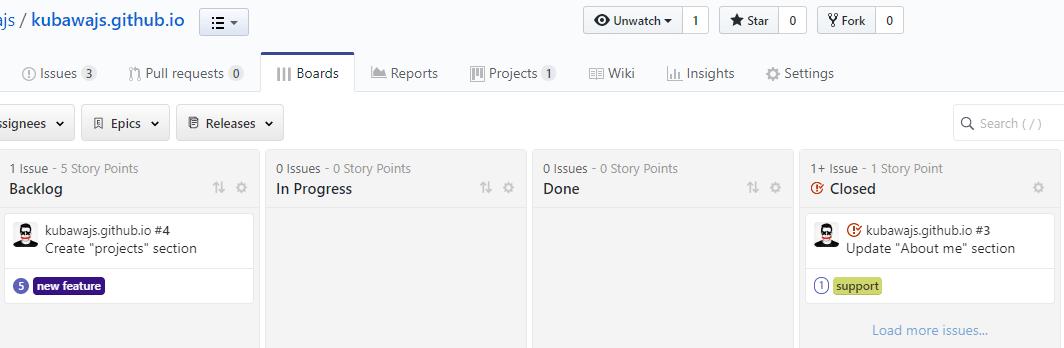 ajs / kubawajs.github.io
Unwatch 1 Star 0 Fork 0
Issues 3 Pull requests 0 Boards Reports Projects 1 Wiki Insights Settings
ssignees Epics Releases Search ( / )
1 Issue - 5 Story Points
Backlog
kubawajs.github.io #4
Create "projects" section
5 new feature
0 Issues - 0 Story Points
In Progress
0 Issues - 0 Story Points
Done
1+ Issue - 1 Story Point
Closed
kubawajs.github.io #3
Update "About me" section
1 support
Load more issues...